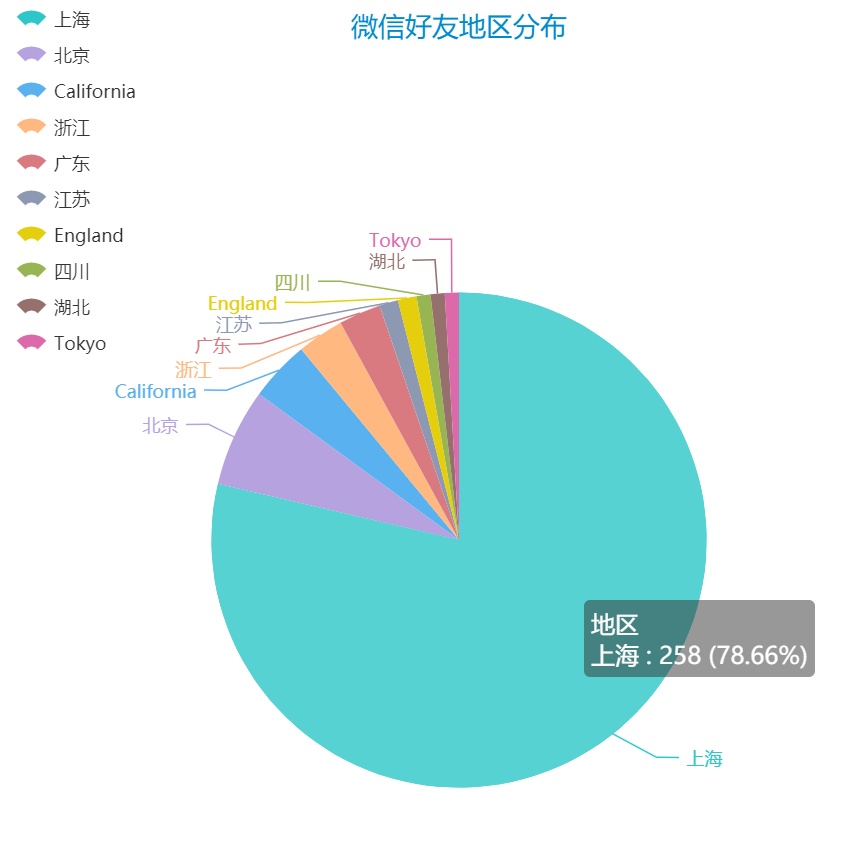 微信好友地区分布
上海
北京
California
浙江
广东
江苏
England
四川
湖北
Tokyo
Tokyo
湖北
四川
England
江苏
广东
浙江
California
北京
地区
上海 : 258 (78.66%)
上海